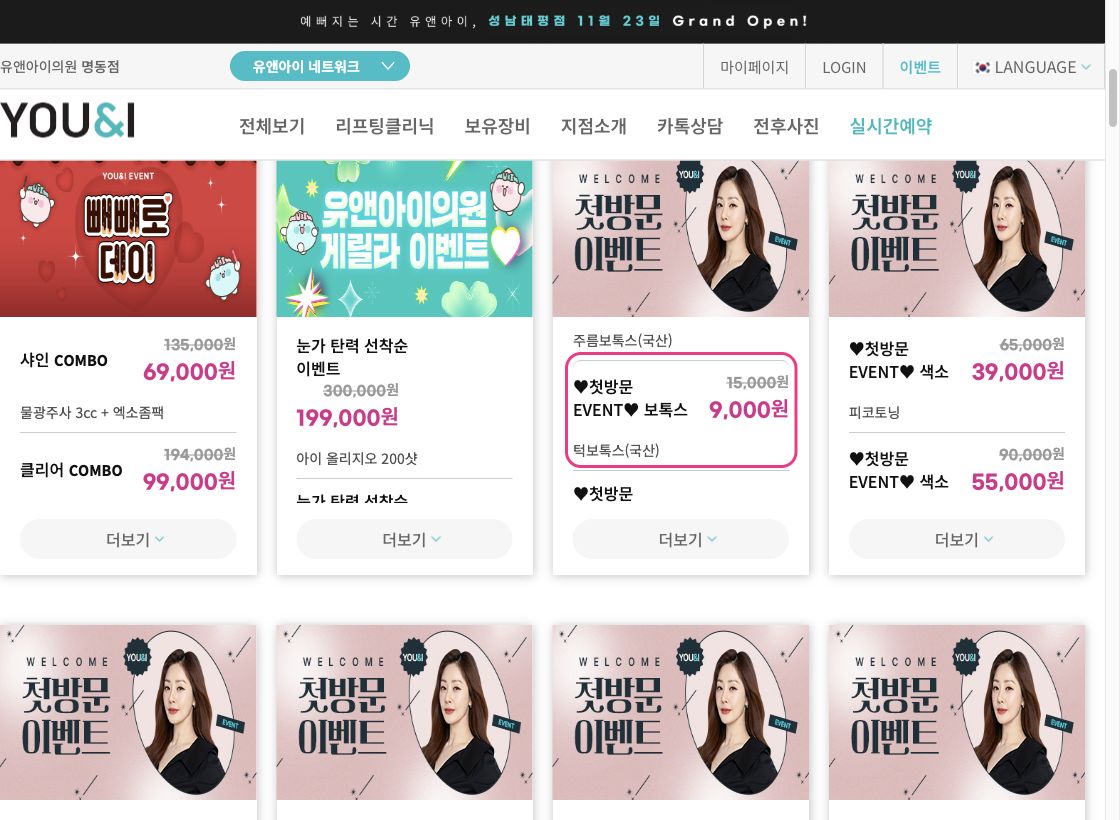 예뻐지는 시간 유앤아이, 성남태평점 11월 23일 Grand Open!
유앤아이의원 명동점
유앤아이 네트워크
마이페이지
LOGIN
이벤트
LANGUAGE
YOU&I
전체보기
리프팅클리닉
보유장비
지점소개
카톡상담
전후사진
실시간예약
YOU&I EVENT
빼빼로
데이
샤인 COMBO
135,000원
69,000원
물광주사 3cc + 엑소좀팩
클리어 COMBO
194,000원
99,000원
더보기
유앤아이의원
게릴라 이벤트
눈가 탄력 선착순
이벤트
300,000원
199,000원
아이 올리지오 200샷
눈가 탄력 선착순
더보기
WELCOME
첫방문
이벤트
YOU&I
EVENT
주름보톡스(국산)
♥첫방문
EVENT♥ 보톡스
15,000원
9,000원
턱보톡스(국산)
♥첫방문
더보기
WELCOME
첫방문
이벤트
YOU&I
EVENT
♥첫방문
EVENT♥ 색소
65,000원
39,000원
피코토닝
♥첫방문
EVENT♥ 색소
90,000원
55,000원
더보기
WELCOME
첫방문
이벤트
YOU&I
EVENT
WELCOME
첫방문
이벤트
YOU&I
EVENT
WELCOME
첫방문
이벤트
YOU&I
EVENT
WELCOME
첫방문
이벤트
YOU&I
EVENT